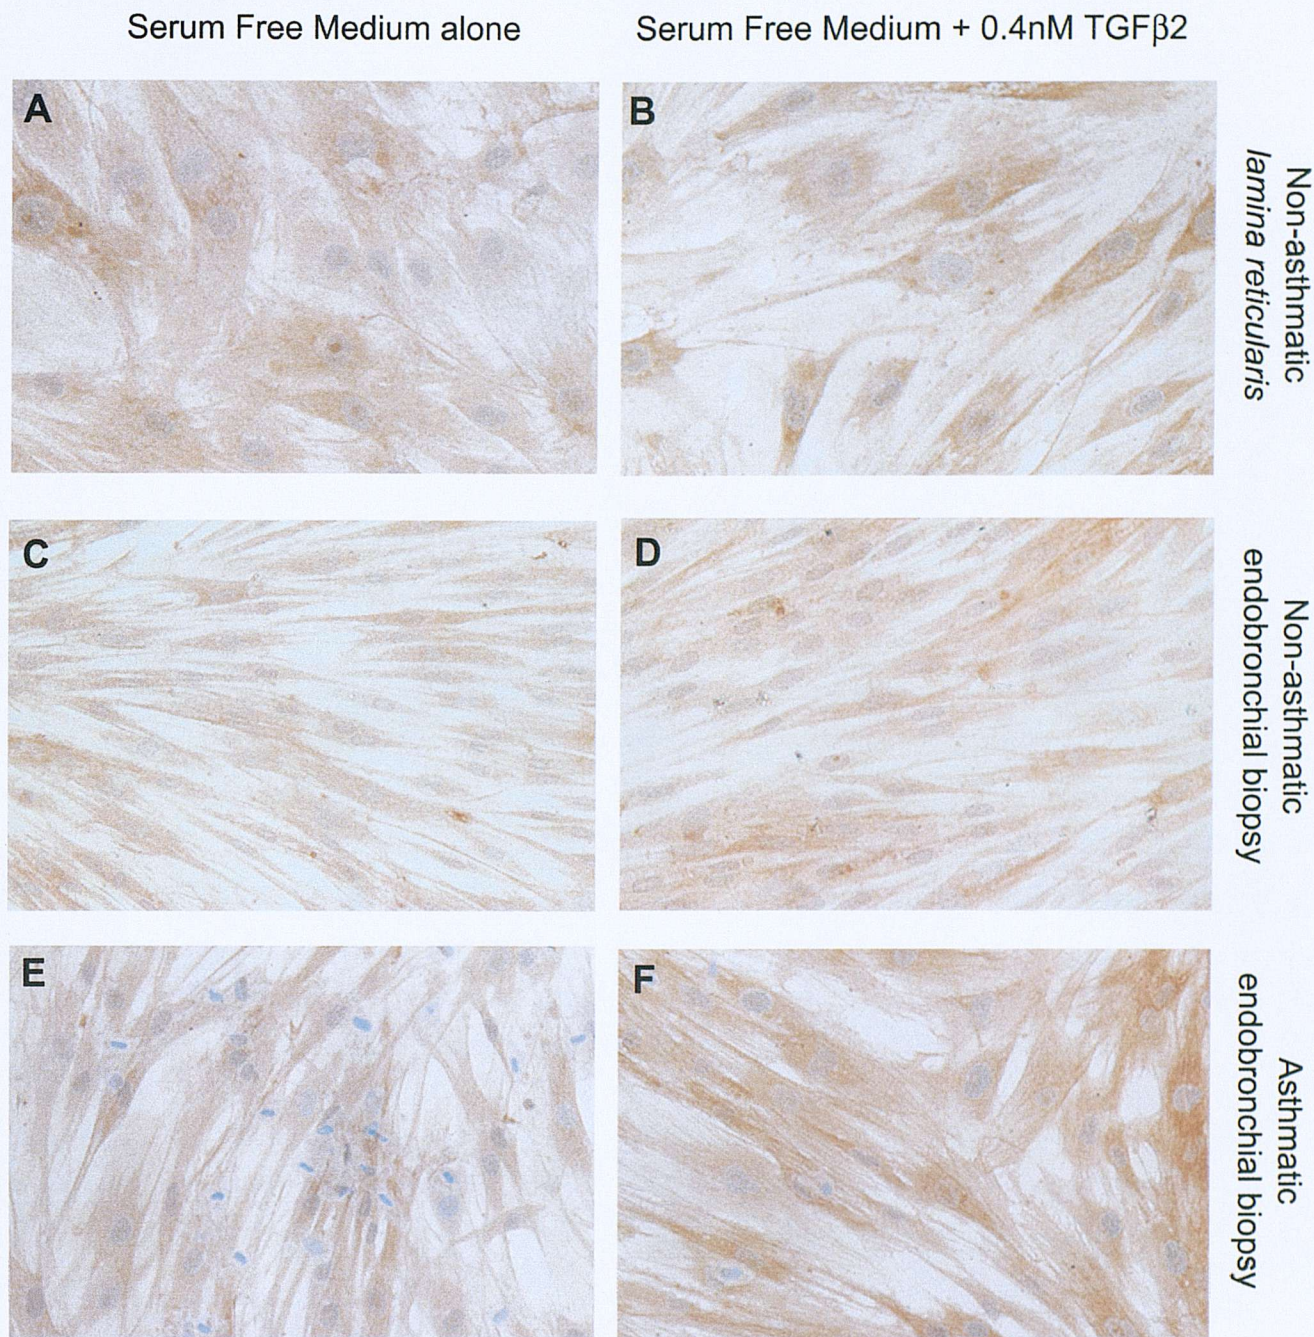 Serum Free Medium alone
Serum Free Medium + 0.4nM TGFβ2
A
B
Non-asthmatic
lamina reticularis
C
D
Non-asthmatic
endobronchial biopsy
E
F
Asthmatic
endobronchial biopsy